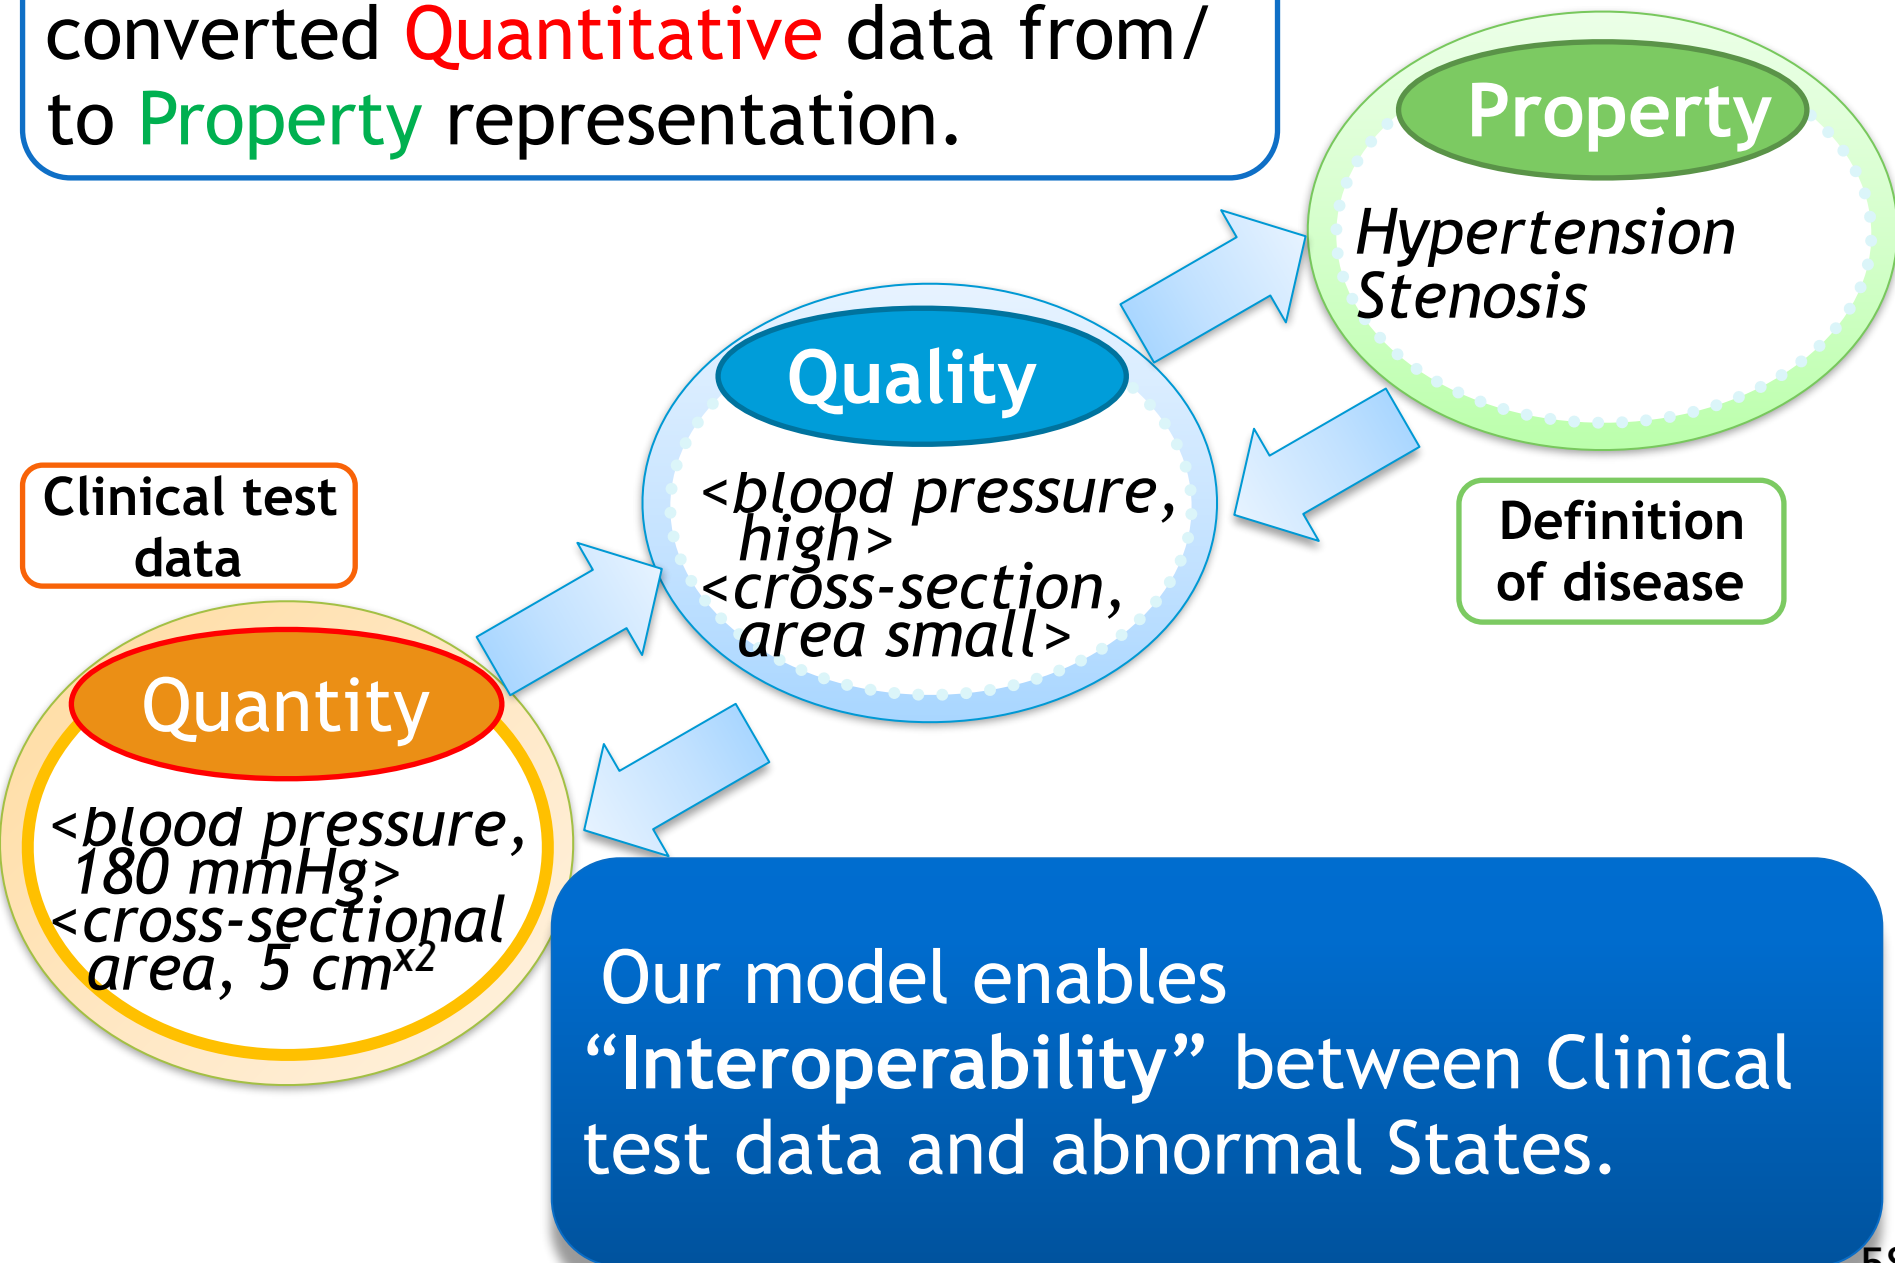 converted Quantitative data from/
to Property representation.
Property
Hypertension
Stenosis
Quality
<blood pressure,
high>
<cross-section,
area small>
Clinical test
data
Definition
of disease
Quantity
<blood pressure,
180 mmHg>
<cross-sectional
area, 5 cmˣ²
Our model enables
“Interoperability” between Clinical
test data and abnormal States.